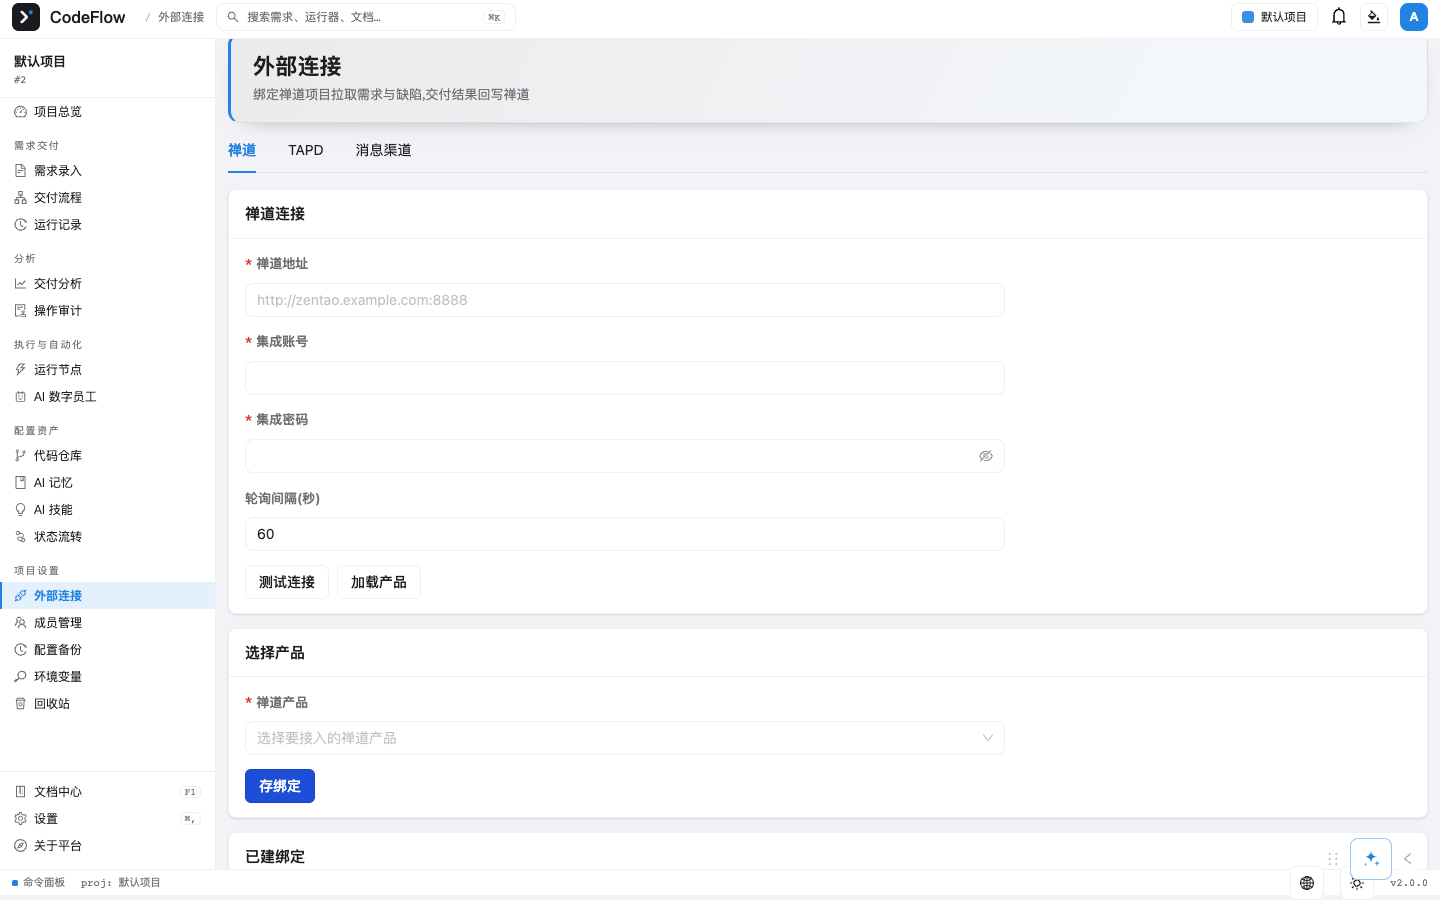 CodeFlow
/ 外部连接
搜索需求、运行器、文档...
⌘K
默认项目
A
默认项目
#2
项目总览
需求交付
需求录入
交付流程
运行记录
分析
交付分析
操作审计
执行与自动化
运行节点
AI 数字员工
配置资产
代码仓库
AI 记忆
AI 技能
状态流转
项目设置
外部连接
成员管理
配置备份
环境变量
回收站
文档中心 F1
设置 ⌘,
关于平台
外部连接
绑定禅道项目拉取需求与缺陷,交付结果回写禅道
禅道 TAPD 消息渠道
禅道连接
* 禅道地址
http://zentao.example.com:8888
* 集成账号
* 集成密码
轮询间隔(秒)
60
测试连接 加载产品
选择产品
* 禅道产品
选择要接入的禅道产品
存绑定
已建绑定
命令面板 proj: 默认项目
v2.0.0